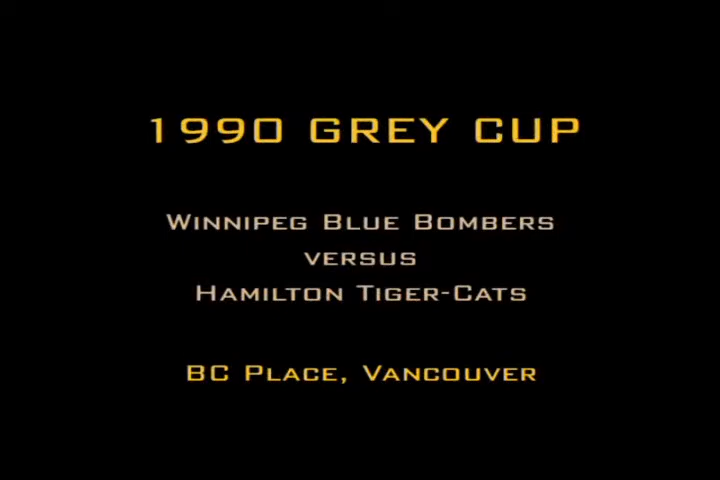 1990 GREY CUP
WINNIPEG BLUE BOMBERS
VERSUS
HAMILTON TIGER-CATS
BC PLACE, VANCOUVER